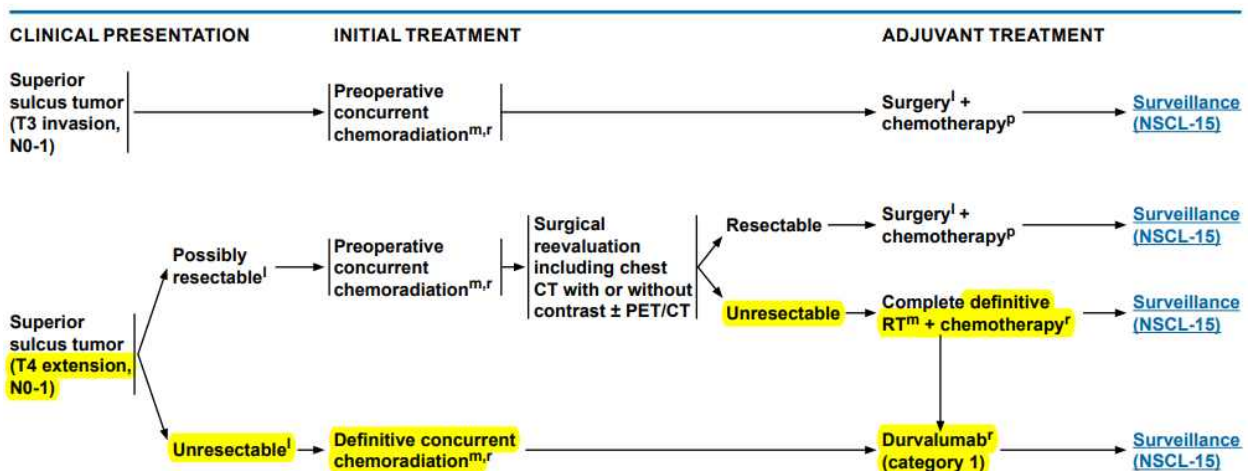 CLINICAL PRESENTATION
INITIAL TREATMENT
ADJUVANT TREATMENT
Superior
sulcus tumor
(T3 invasion,
N0-1)
Preoperative
concurrent
chemoradiationm,r
Surgeryl +
chemotherapyp
Surveillance
(NSCL-15)
Superior
sulcus tumor
(T4 extension,
N0-1)
Possibly
resectablel
Preoperative
concurrent
chemoradiationm,r
Surgical
reevaluation
including chest
CT with or without
contrast ± PET/CT
Resectable
Surgeryl +
chemotherapyp
Surveillance
(NSCL-15)
Unresectable
Complete definitive
RTm + chemotherapyr
Surveillance
(NSCL-15)
Unresectablel
Definitive concurrent
chemoradiationm,r
Durvalumabr
(category 1)
Surveillance
(NSCL-15)